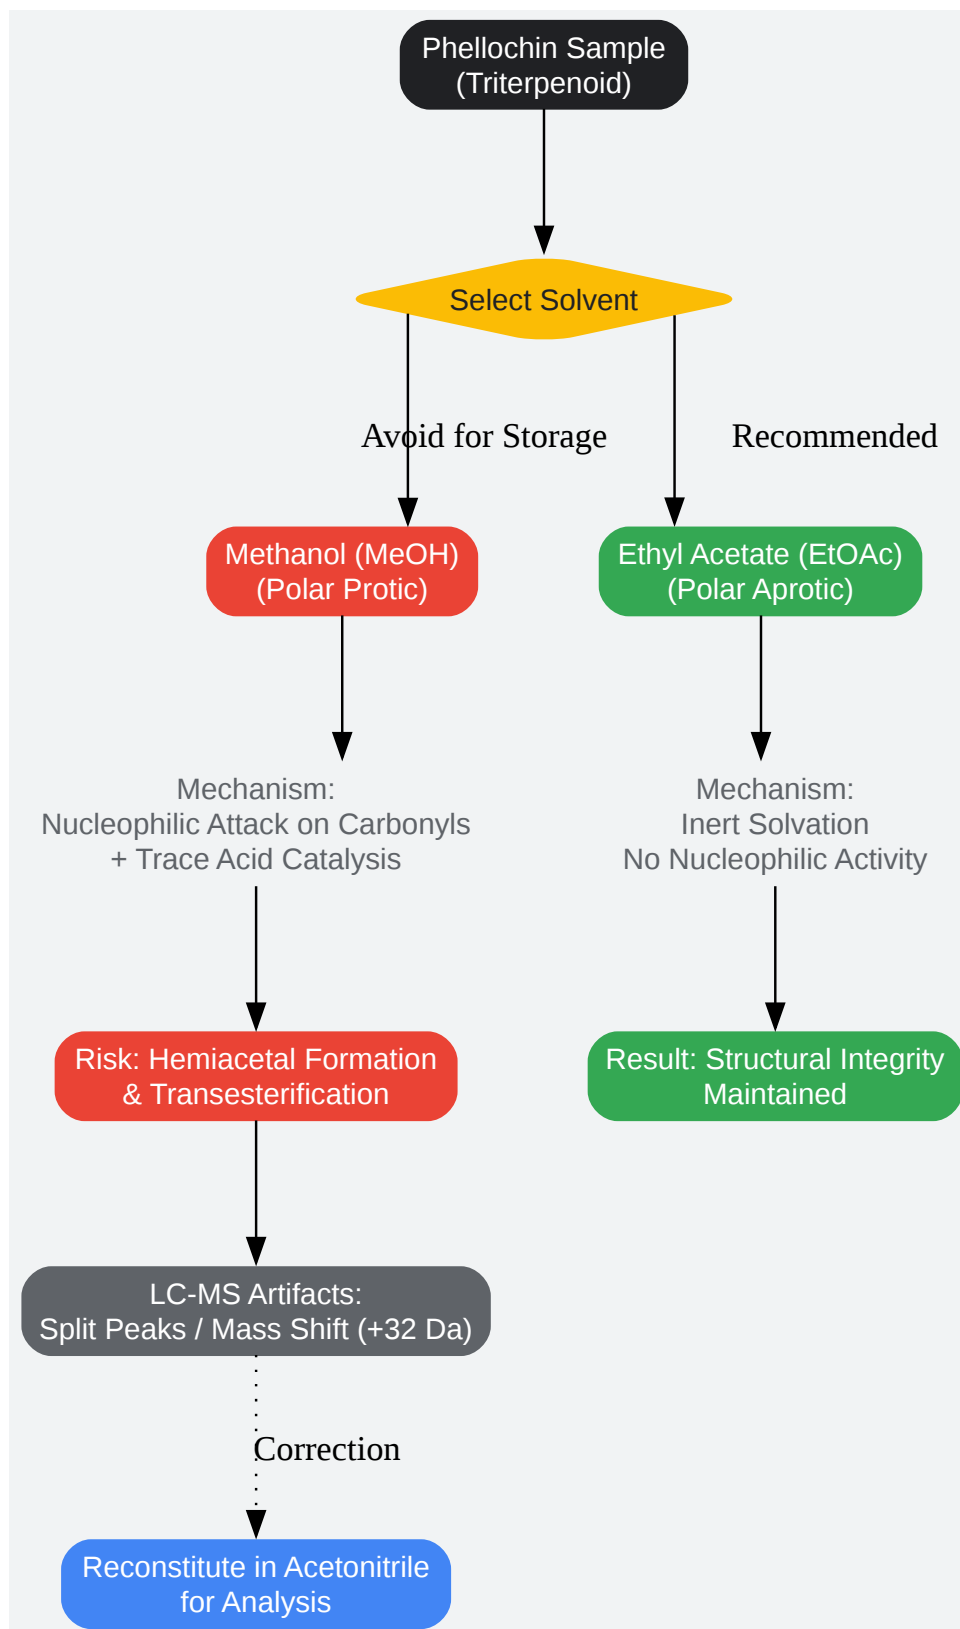 Phellochin Sample
(Triterpenoid)
Select Solvent
Avoid for Storage
Recommended
Methanol (MeOH)
(Polar Protic)
Ethyl Acetate (EtOAc)
(Polar Aprotic)
Mechanism:
Nucleophilic Attack on Carbonyls
+ Trace Acid Catalysis
Mechanism:
Inert Solvation
No Nucleophilic Activity
Risk: Hemiacetal Formation
& Transesterification
Result: Structural Integrity
Maintained
LC-MS Artifacts:
Split Peaks / Mass Shift (+32 Da)
Correction
Reconstitute in Acetonitrile
for Analysis